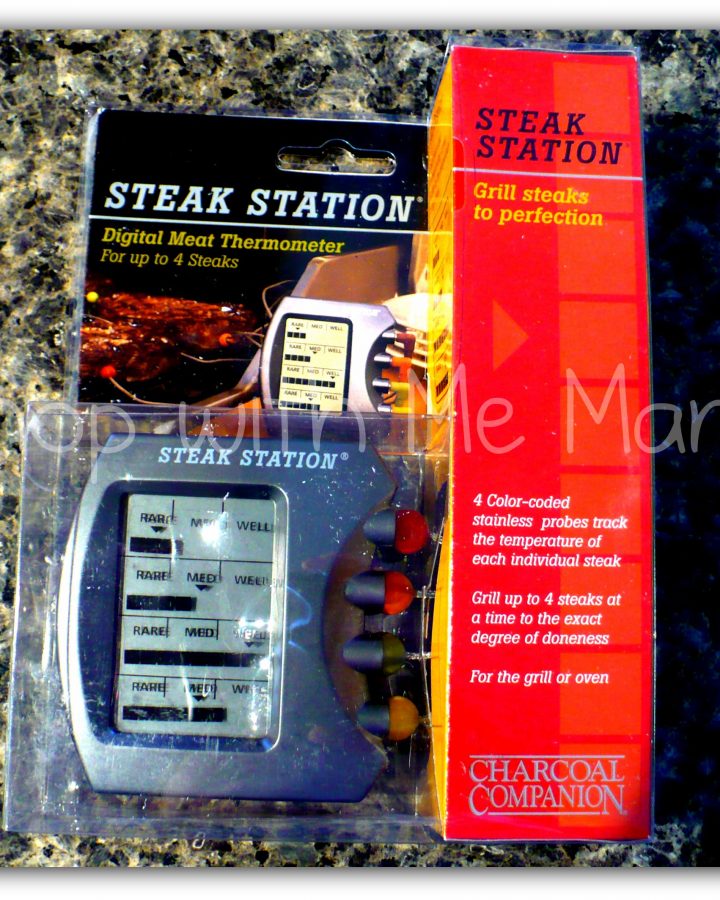 STEAK STATION®
Digital Meat Thermometer
For up to 4 Steaks
RARE MED WELL
RARE MED WELL
RARE MED WELL
RARE MED WELL
STEAK
STATION®
Grill steaks
to perfection
with Me
STEAK STATION®
RARE MED WELL
RARE MED WELL
RARE MED WELL
RARE MED WELL
4 Color-coded
stainless probes track
the temperature of
each individual steak
Grill up to 4 steaks at
a time to the exact
degree of doneness
For the grill or oven
CHARCOAL
COMPANION®